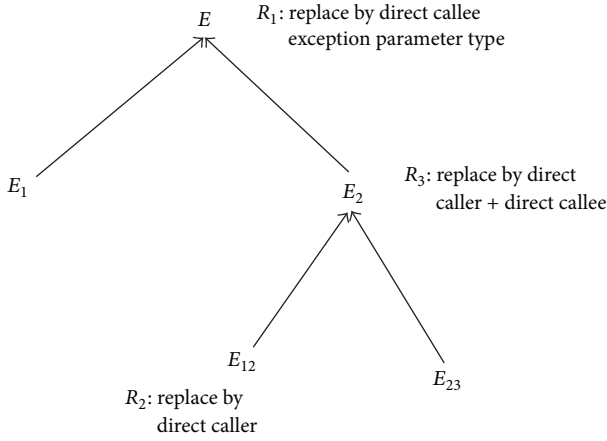 E
R₁: replace by direct callee
exception parameter type
E₁
E₂
R₃: replace by direct
caller + direct callee
E₁₂
E₂₃
R₂: replace by
direct caller